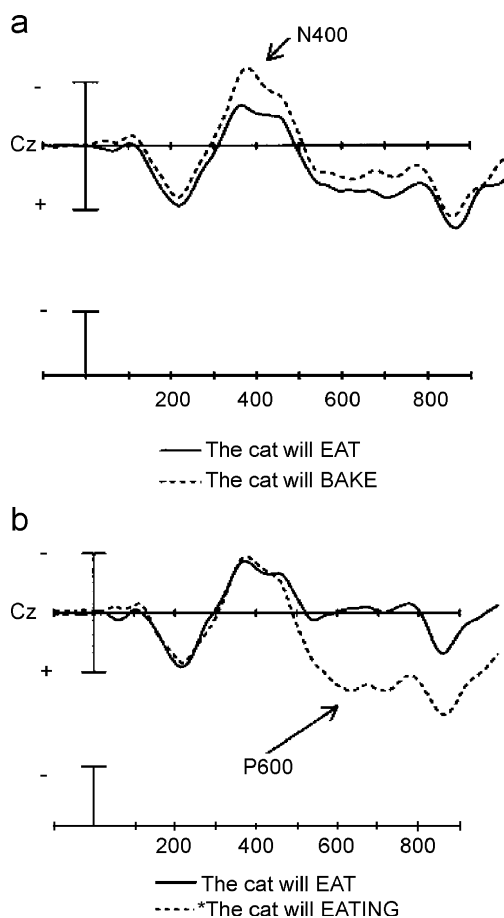 a
N400
-
Cz
+
-
200 400 600 800
The cat will EAT
The cat will BAKE
b
-
Cz
+
P600
-
200 400 600 800
The cat will EAT
*The cat will EATING